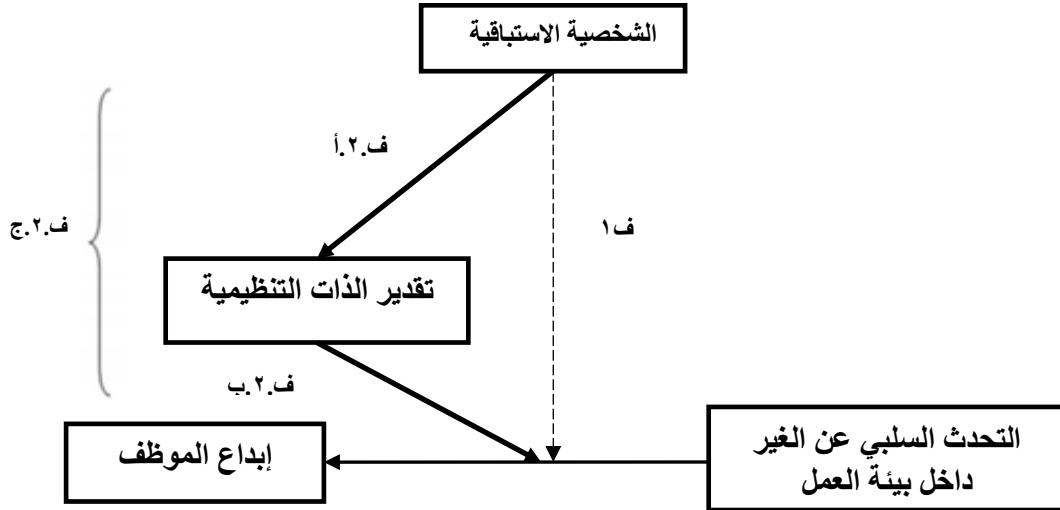 الشخصية الاستباقية
ف.٢.أ
ف١
ف.٢.ج
تقدير الذات التنظيمية
ف.٢.ب
التحدث السلبي عن الغير
داخل بيئة العمل
إبداع الموظف